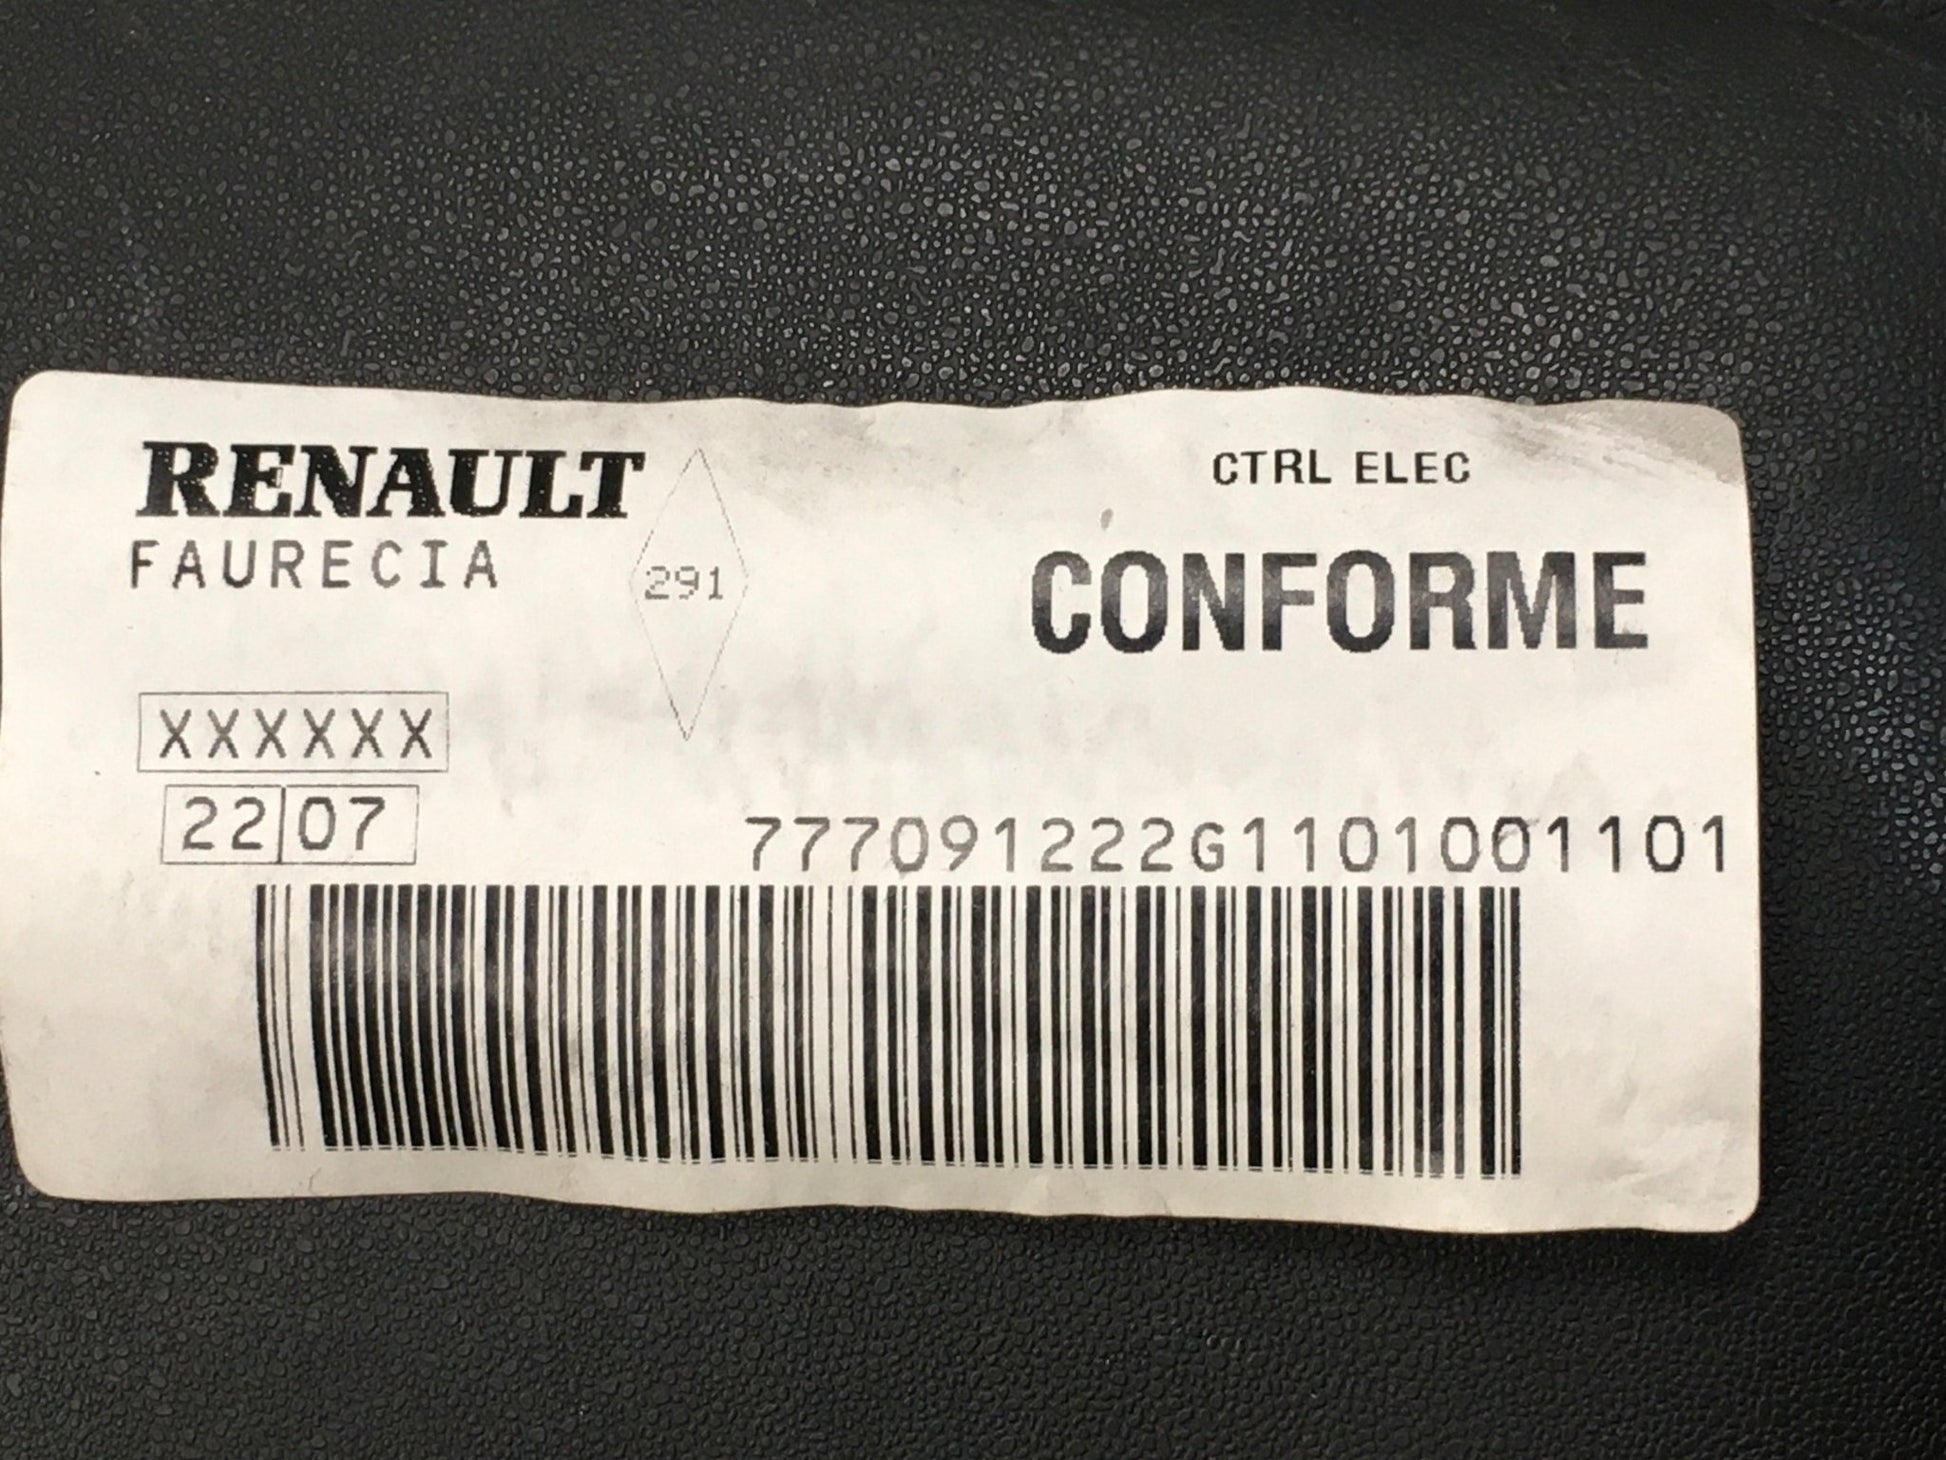 RENAULT
FAURECIA
291
CTRL ELEC
CONFORME
XXXXXX
22 07
777091222G1101001101